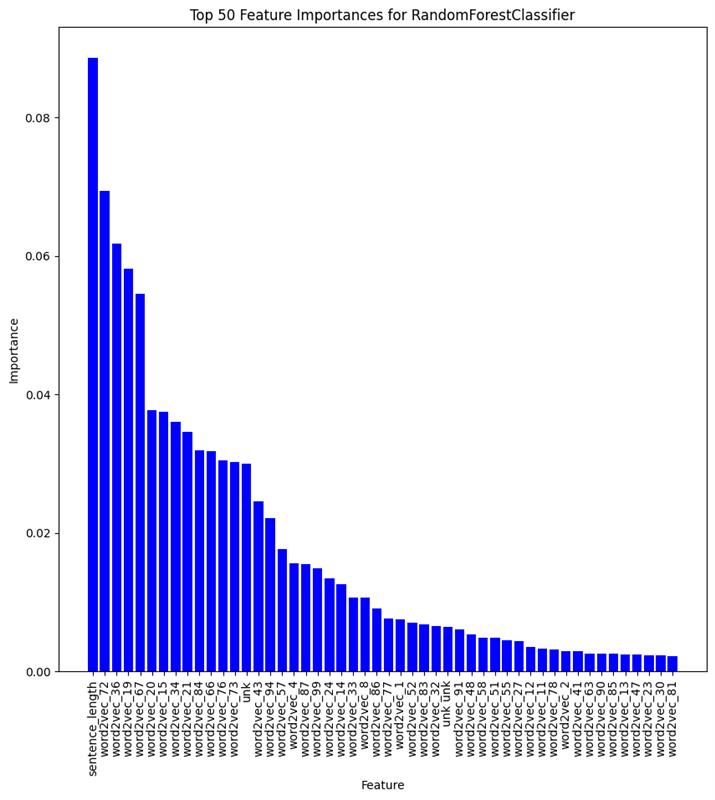 Top 50 Feature Importances for RandomForestClassifier
Importance
0.08
0.06
0.04
0.02
0.00
sentence_length
word2vec_72
word2vec_36
word2vec_19
word2vec_67
word2vec_20
word2vec_15
word2vec_34
word2vec_21
word2vec_84
word2vec_66
word2vec_76
word2vec_73
unk
word2vec_43
word2vec_94
word2vec_57
word2vec_4
word2vec_87
word2vec_99
word2vec_24
word2vec_14
word2vec_33
word2vec_8
word2vec_86
word2vec_77
word2vec_1
word2vec_52
word2vec_83
word2vec_32
unk unk
word2vec_91
word2vec_48
word2vec_58
word2vec_51
word2vec_55
word2vec_27
word2vec_12
word2vec_11
word2vec_78
word2vec_2
word2vec_41
word2vec_63
word2vec_90
word2vec_85
word2vec_13
word2vec_47
word2vec_23
word2vec_30
word2vec_81
Feature